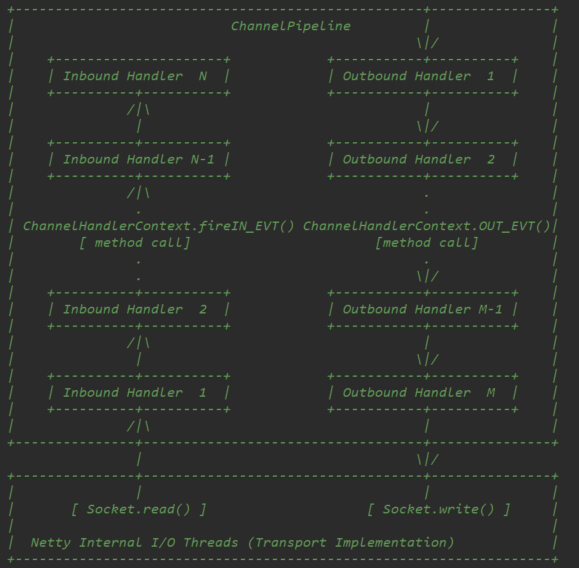 ChannelPipeline
Inbound Handler N Outbound Handler 1
Inbound Handler N-1 Outbound Handler 2
ChannelHandlerContext.fireIN_EVT() ChannelHandlerContext.OUT_EVT()
[ method call] [method call]
Inbound Handler 2 Outbound Handler M-1
Inbound Handler 1 Outbound Handler M
[ Socket.read() ] [ Socket.write() ]
Netty Internal I/O Threads (Transport Implementation)